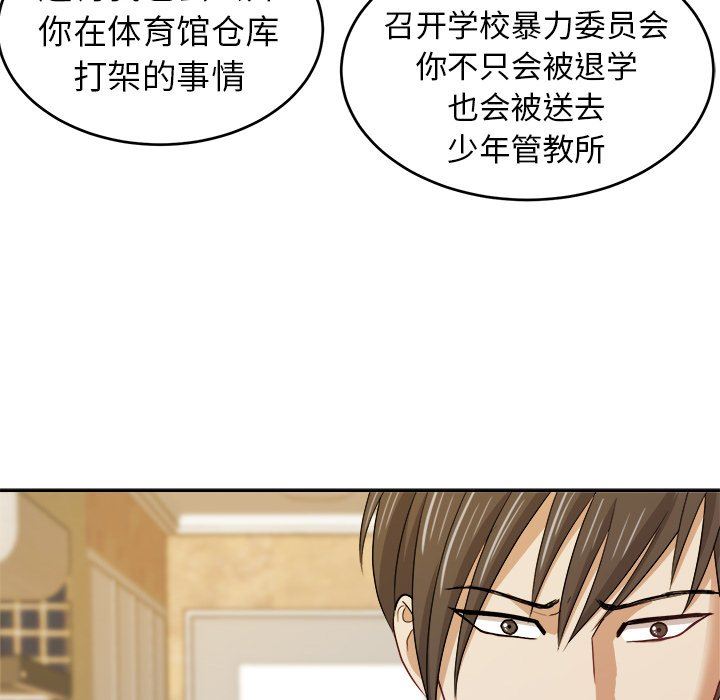 你在体育馆仓库
打架的事情
召开学校暴力委员会
你不只会被退学
也会被送去
少年管教所